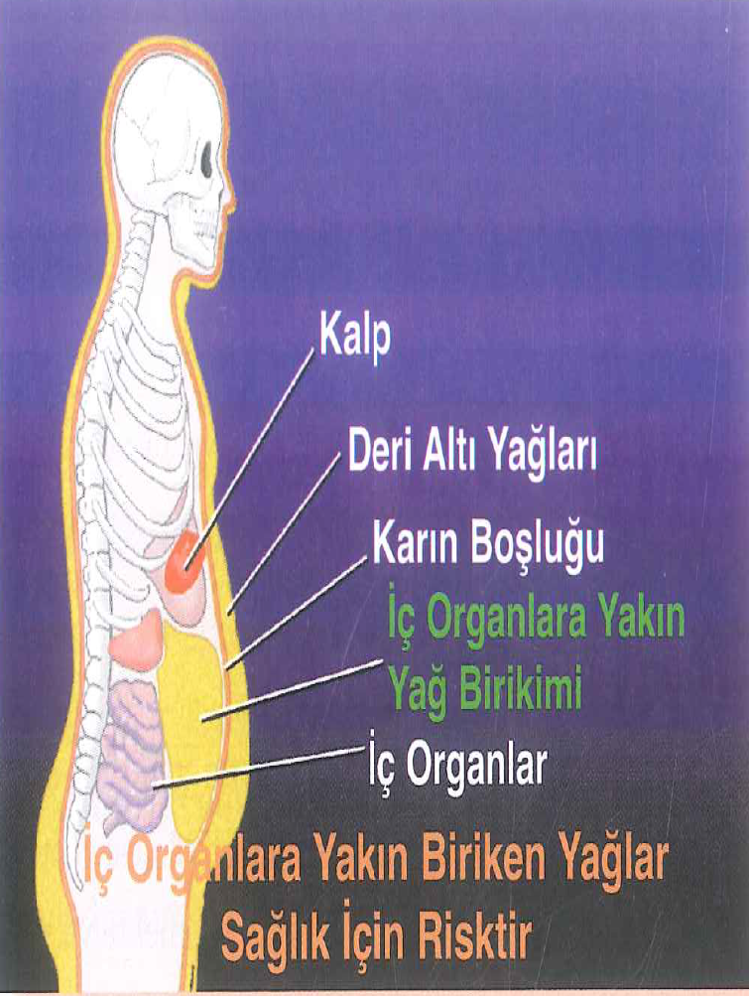 Kalp
Deri Altı Yağları
Karın Boşluğu
İç Organlara Yakın
Yağ Birikimi
İç Organlar
İç Organlara Yakın Biriken Yağlar
Sağlık İçin Risktir